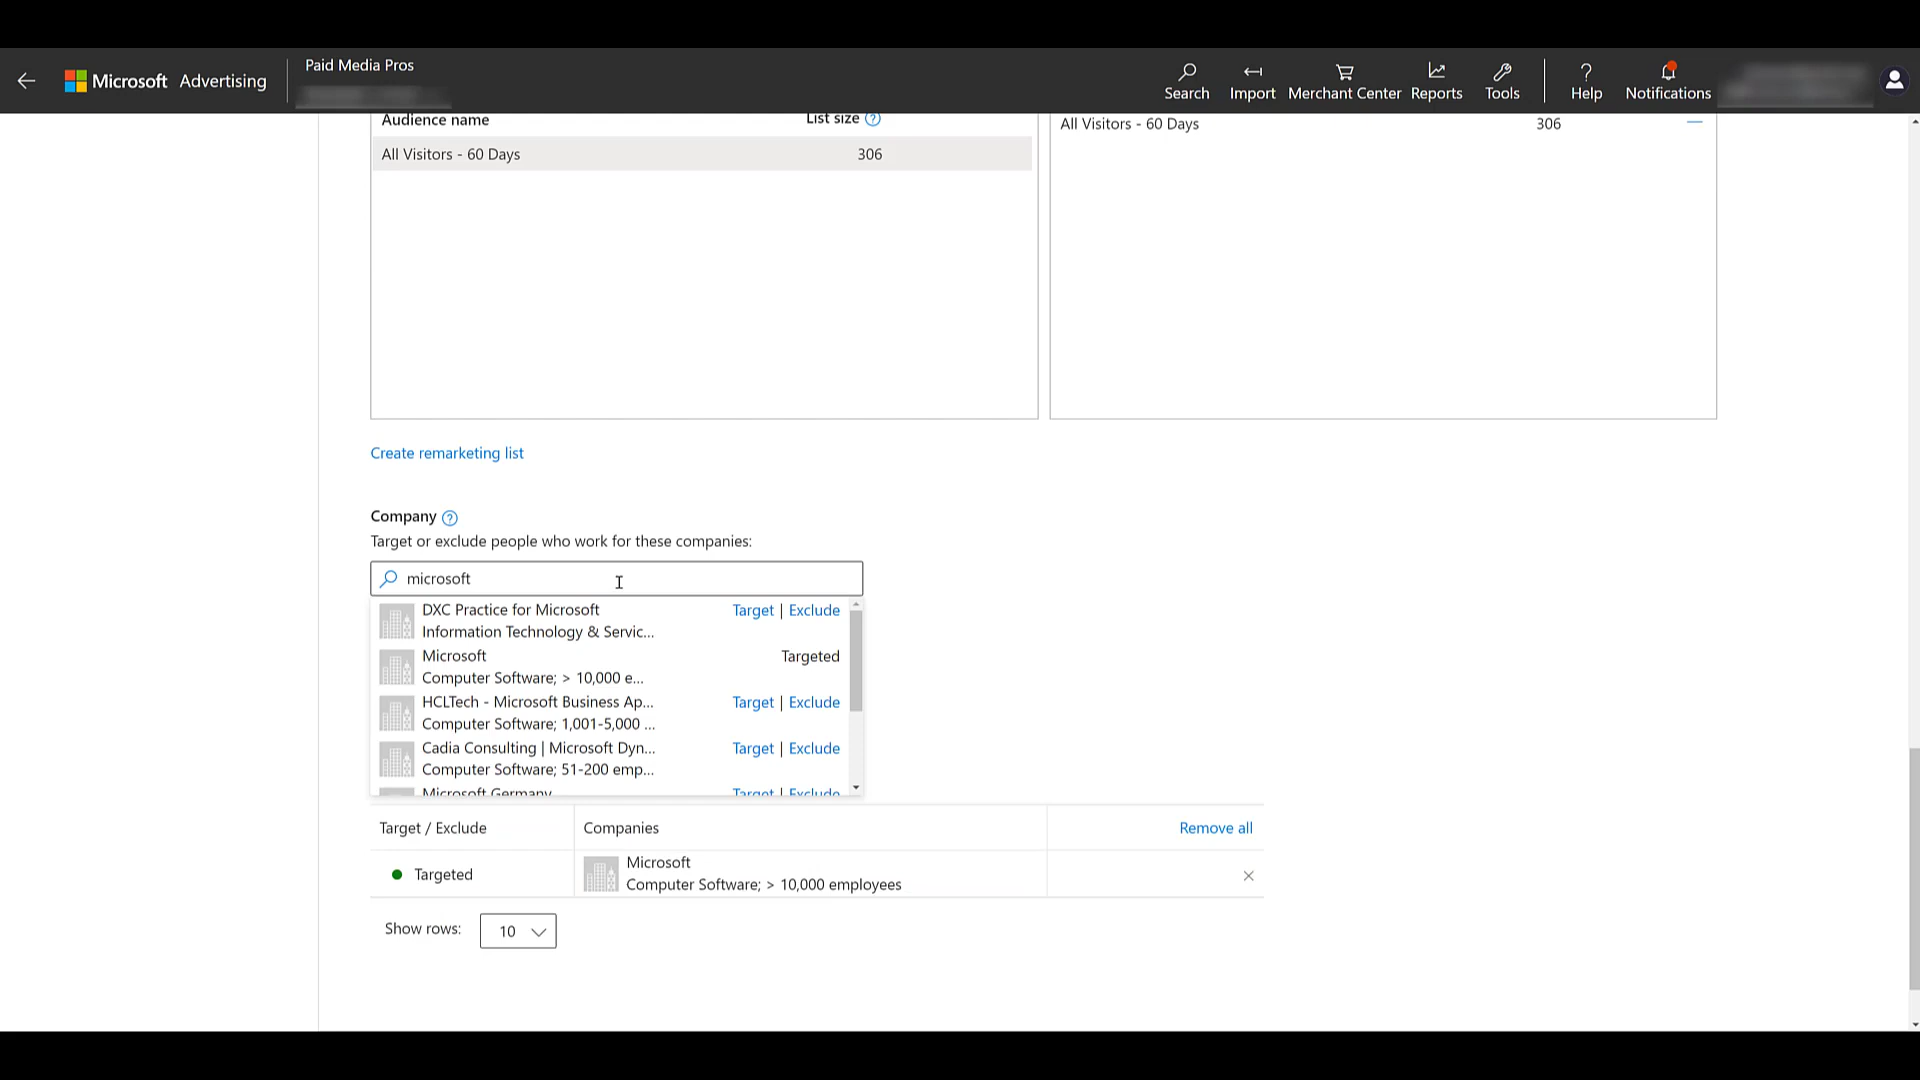 Microsoft Advertising
Paid Media Pros
Search
Import
Merchant Center
Reports
Tools
Help
Notifications
Audience name
List size
All Visitors - 60 Days
306
All Visitors - 60 Days
306
Create remarketing list
Company
Target or exclude people who work for these companies:
microsoft
DXC Practice for Microsoft
Target | Exclude
Information Technology & Servic...
Microsoft
Targeted
Computer Software; > 10,000 e...
HCLTech - Microsoft Business Ap...
Target | Exclude
Computer Software; 1,001-5,000 ...
Cadia Consulting | Microsoft Dyn...
Target | Exclude
Computer Software; 51-200 emp...
Microsoft Germany
Target | Exclude
Target / Exclude
Companies
Remove all
Targeted
Microsoft
Computer Software; > 10,000 employees
Show rows:
10